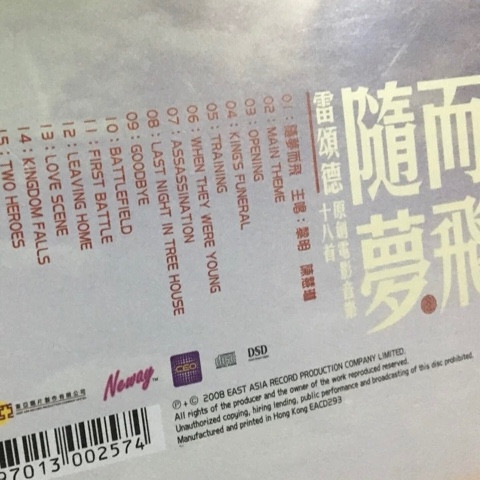 隨夢而飛
雷頌德
原創電影音樂
十八首
01: 隨夢而飛 主唱:黎明 陳慧琳
02: MAIN THEME
03: OPENING
04: KING'S FUNERAL
05: TRAINING
06: WHEN THEY WERE YOUNG
07: ASSASSINATION
08: LAST NIGHT IN TREE HOUSE
09: GOODBYE
10: BATTLEFIELD
11: FIRST BATTLE
12: LEAVING HOME
13: LOVE SCENE
14: KINGDOM FALLS
15: TWO HEROES
Neway™
CEO
DSD
℗ + © 2008 EAST ASIA RECORD PRODUCTION COMPANY LIMITED.
All rights of the producer and the owner of the work reproduced reserved.
Unauthorized copying, hiring lending, public performance and broadcasting of this disc prohibited.
Manufactured and printed in Hong Kong EACD293
97013 002574